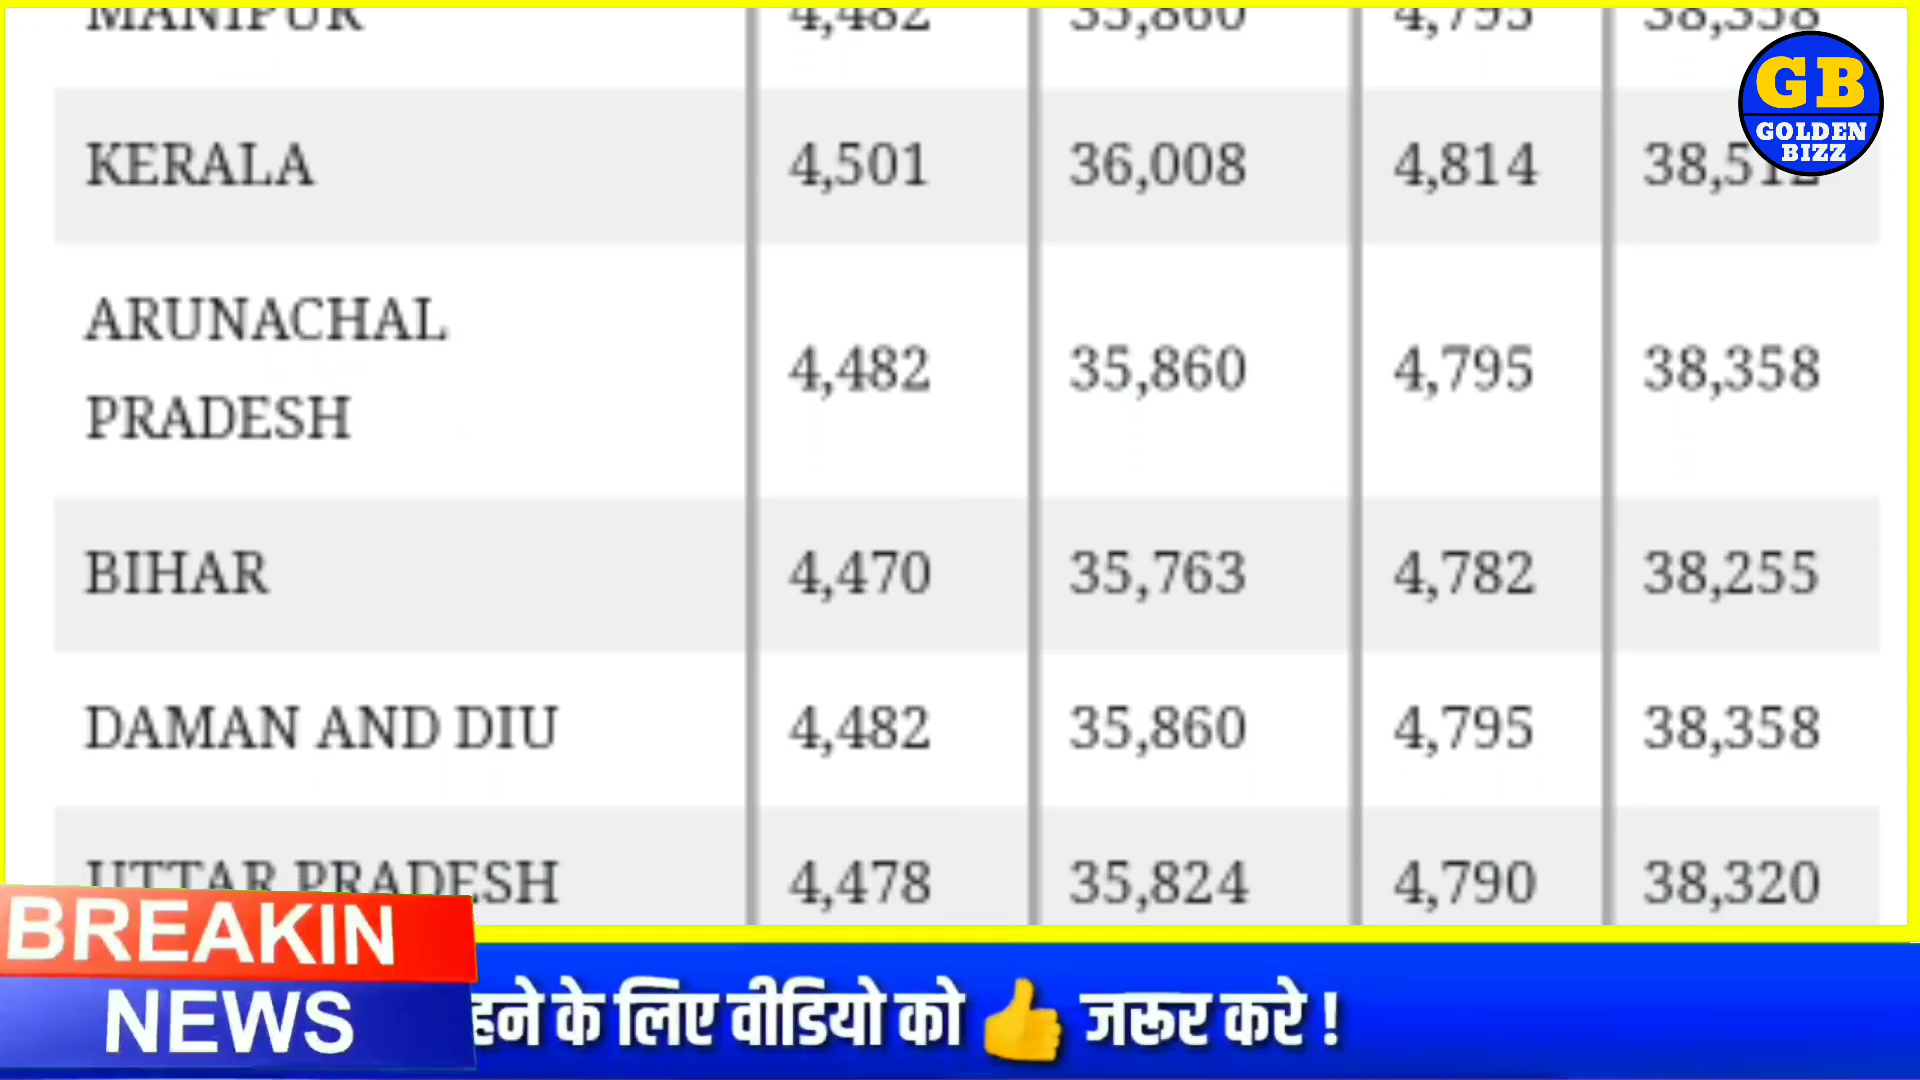 MANIPUR 4,482 35,860 4,795 38,358
GB
GOLDEN
BIZZ
KERALA 4,501 36,008 4,814 38,512
ARUNACHAL
PRADESH 4,482 35,860 4,795 38,358
BIHAR 4,470 35,763 4,782 38,255
DAMAN AND DIU 4,482 35,860 4,795 38,358
UTTAR PRADESH 4,478 35,824 4,790 38,320
BREAKIN
NEWS
हने के लिए वीडियो को 👍 जरूर करे !